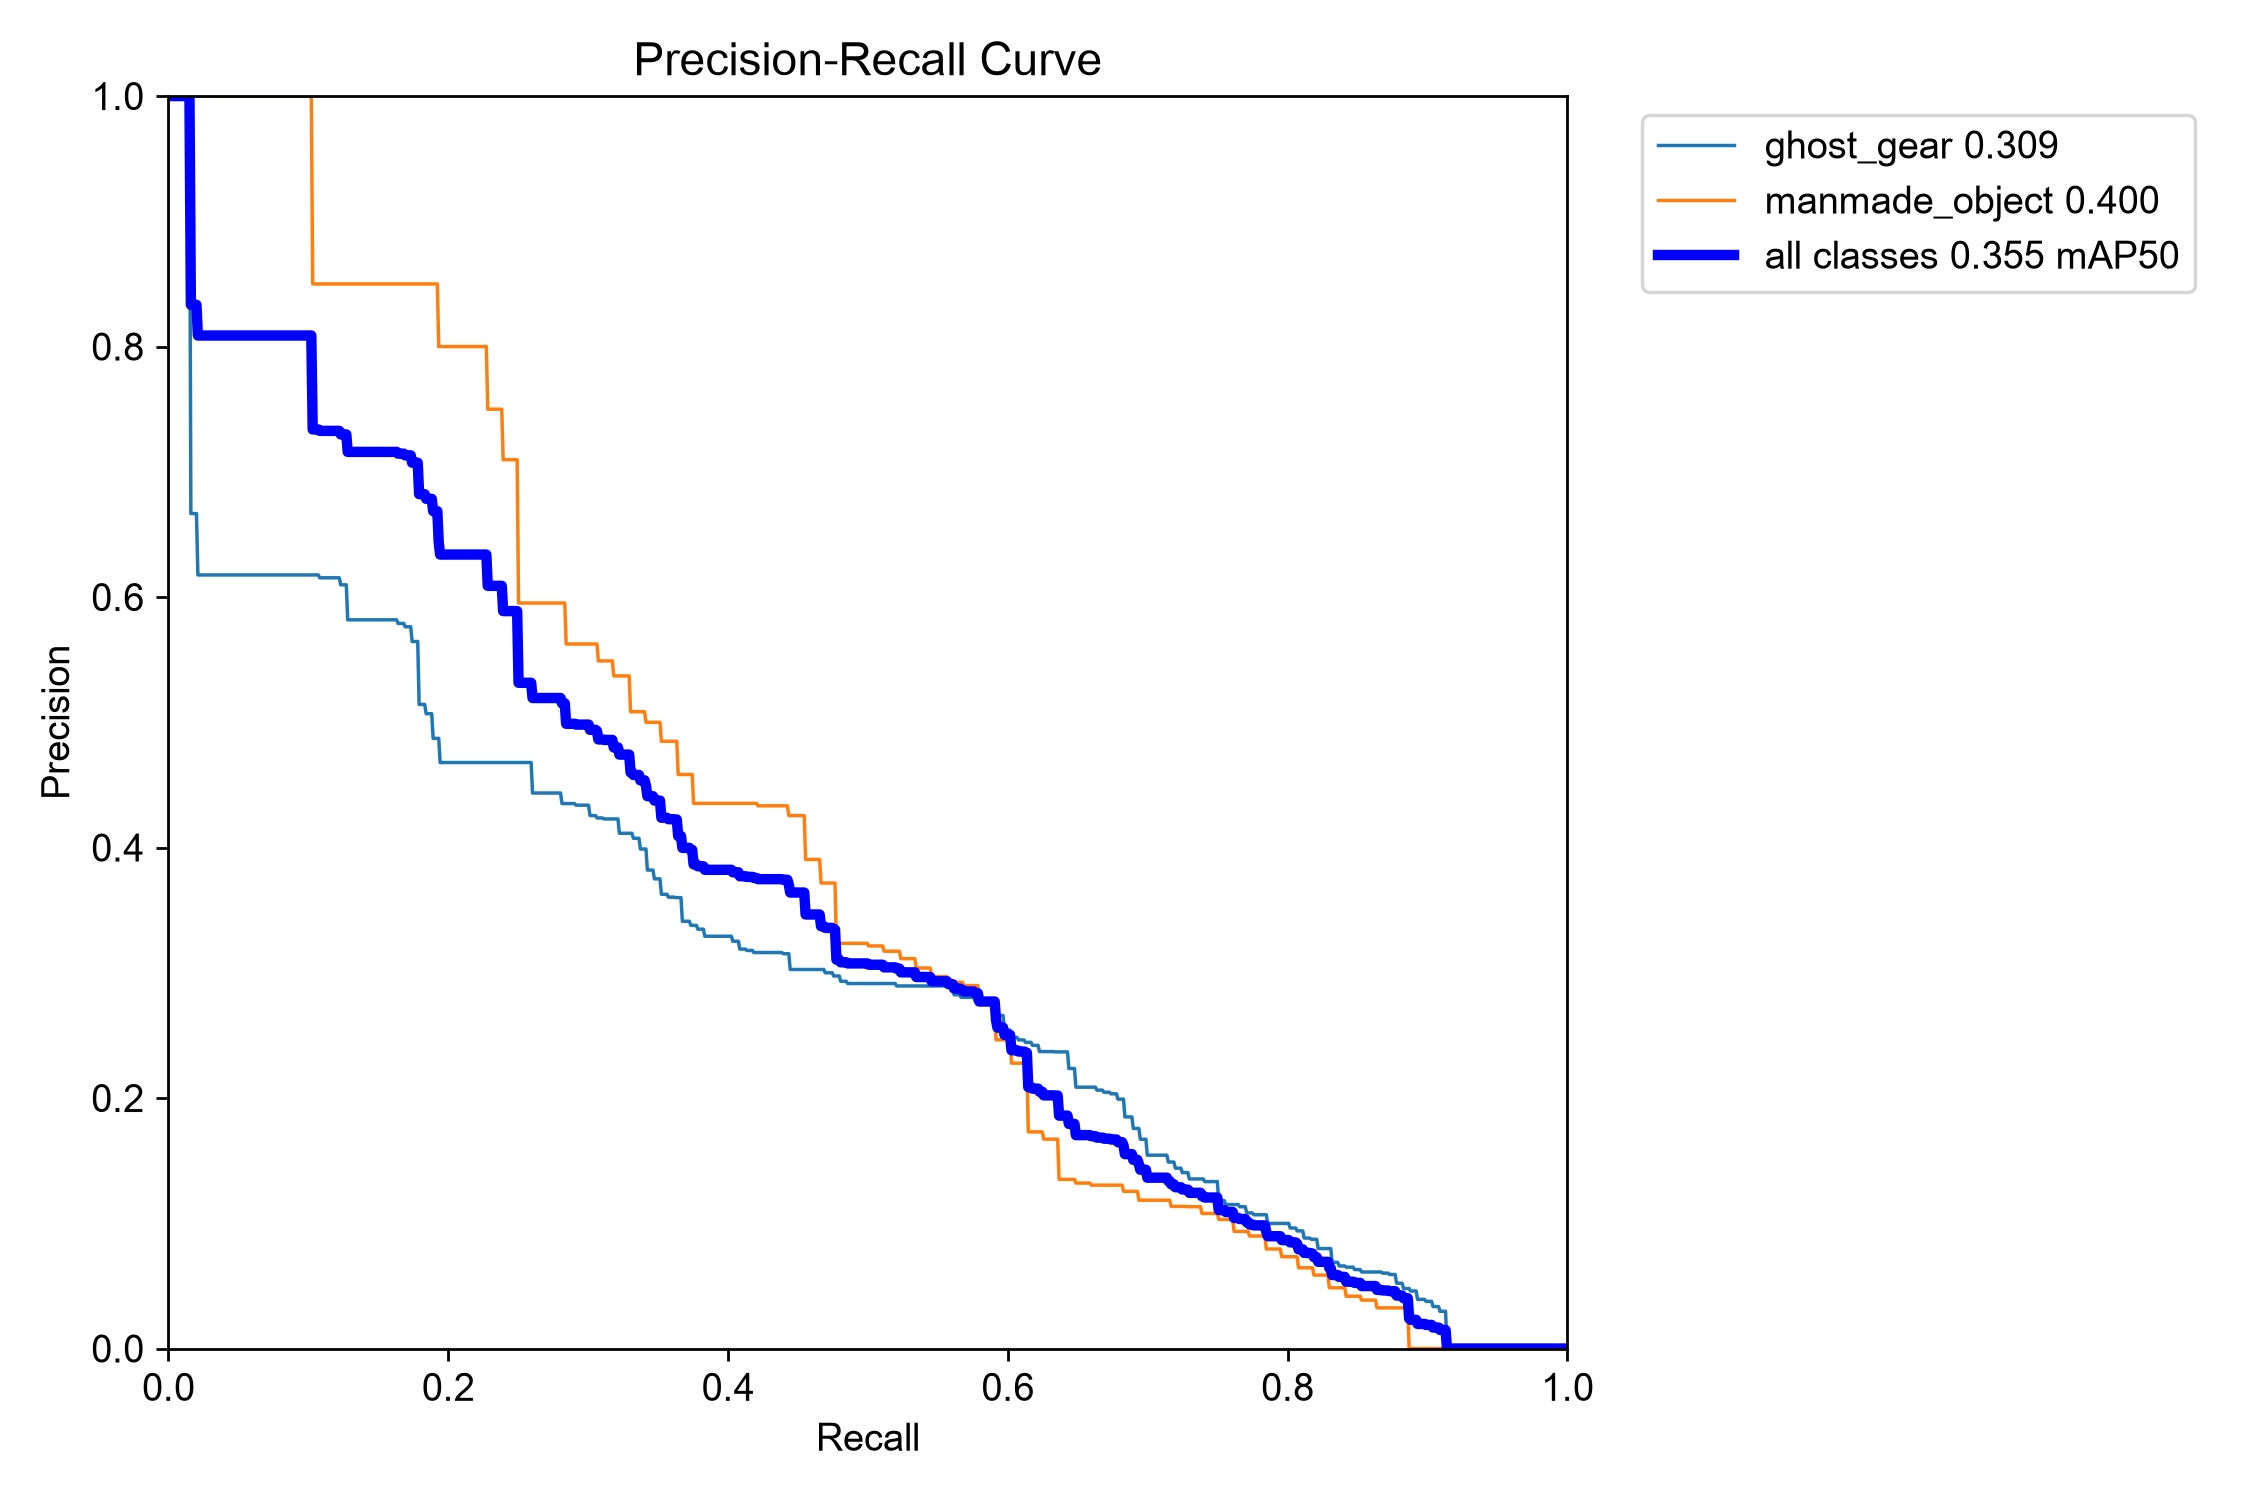 Precision-Recall Curve
ghost_gear 0.309
manmade_object 0.400
all classes 0.355 mAP50
Precision
1.0
0.8
0.6
0.4
0.2
0.0
0.0 0.2 0.4 0.6 0.8 1.0
Recall